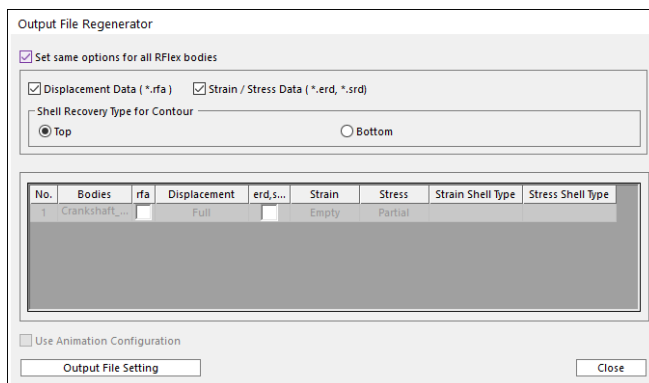 Output File Regenerator
Set same options for all RFlex bodies
Displacement Data ( *.rfa ) Strain / Stress Data ( *.erd, *.srd)
Shell Recovery Type for Contour
Top Bottom
No. Bodies rfa Displacement erd,s... Strain Stress Strain Shell Type Stress Shell Type
1 Crankshaft_... Full Empty Partial
Use Animation Configuration
Output File Setting Close